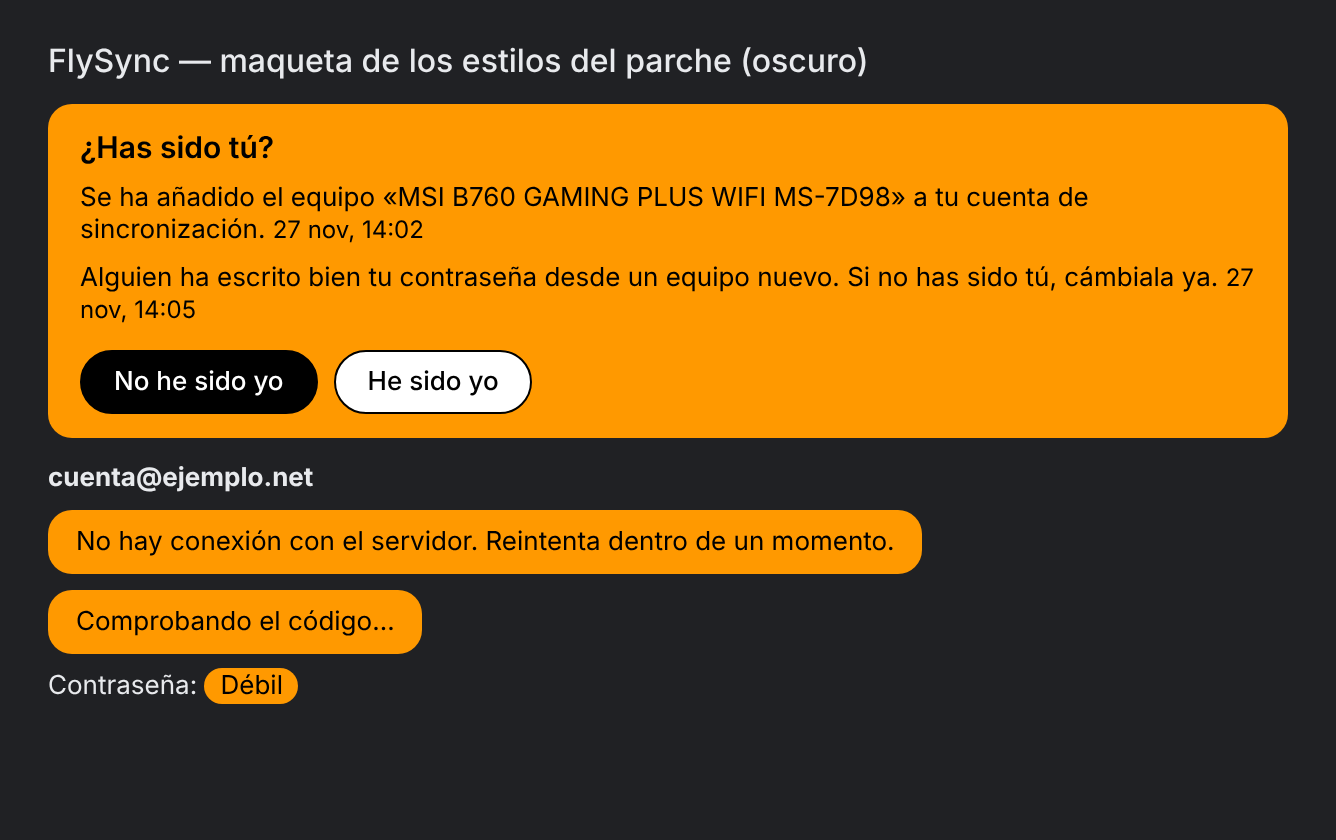 FlySync — maqueta de los estilos del parche (oscuro)
¿Has sido tú?
Se ha añadido el equipo «MSI B760 GAMING PLUS WIFI MS-7D98» a tu cuenta de
sincronización. 27 nov, 14:02
Alguien ha escrito bien tu contraseña desde un equipo nuevo. Si no has sido tú, cámbiala ya. 27
nov, 14:05
No he sido yo
He sido yo
cuenta@ejemplo.net
No hay conexión con el servidor. Reintenta dentro de un momento.
Comprobando el código...
Contraseña: Débil